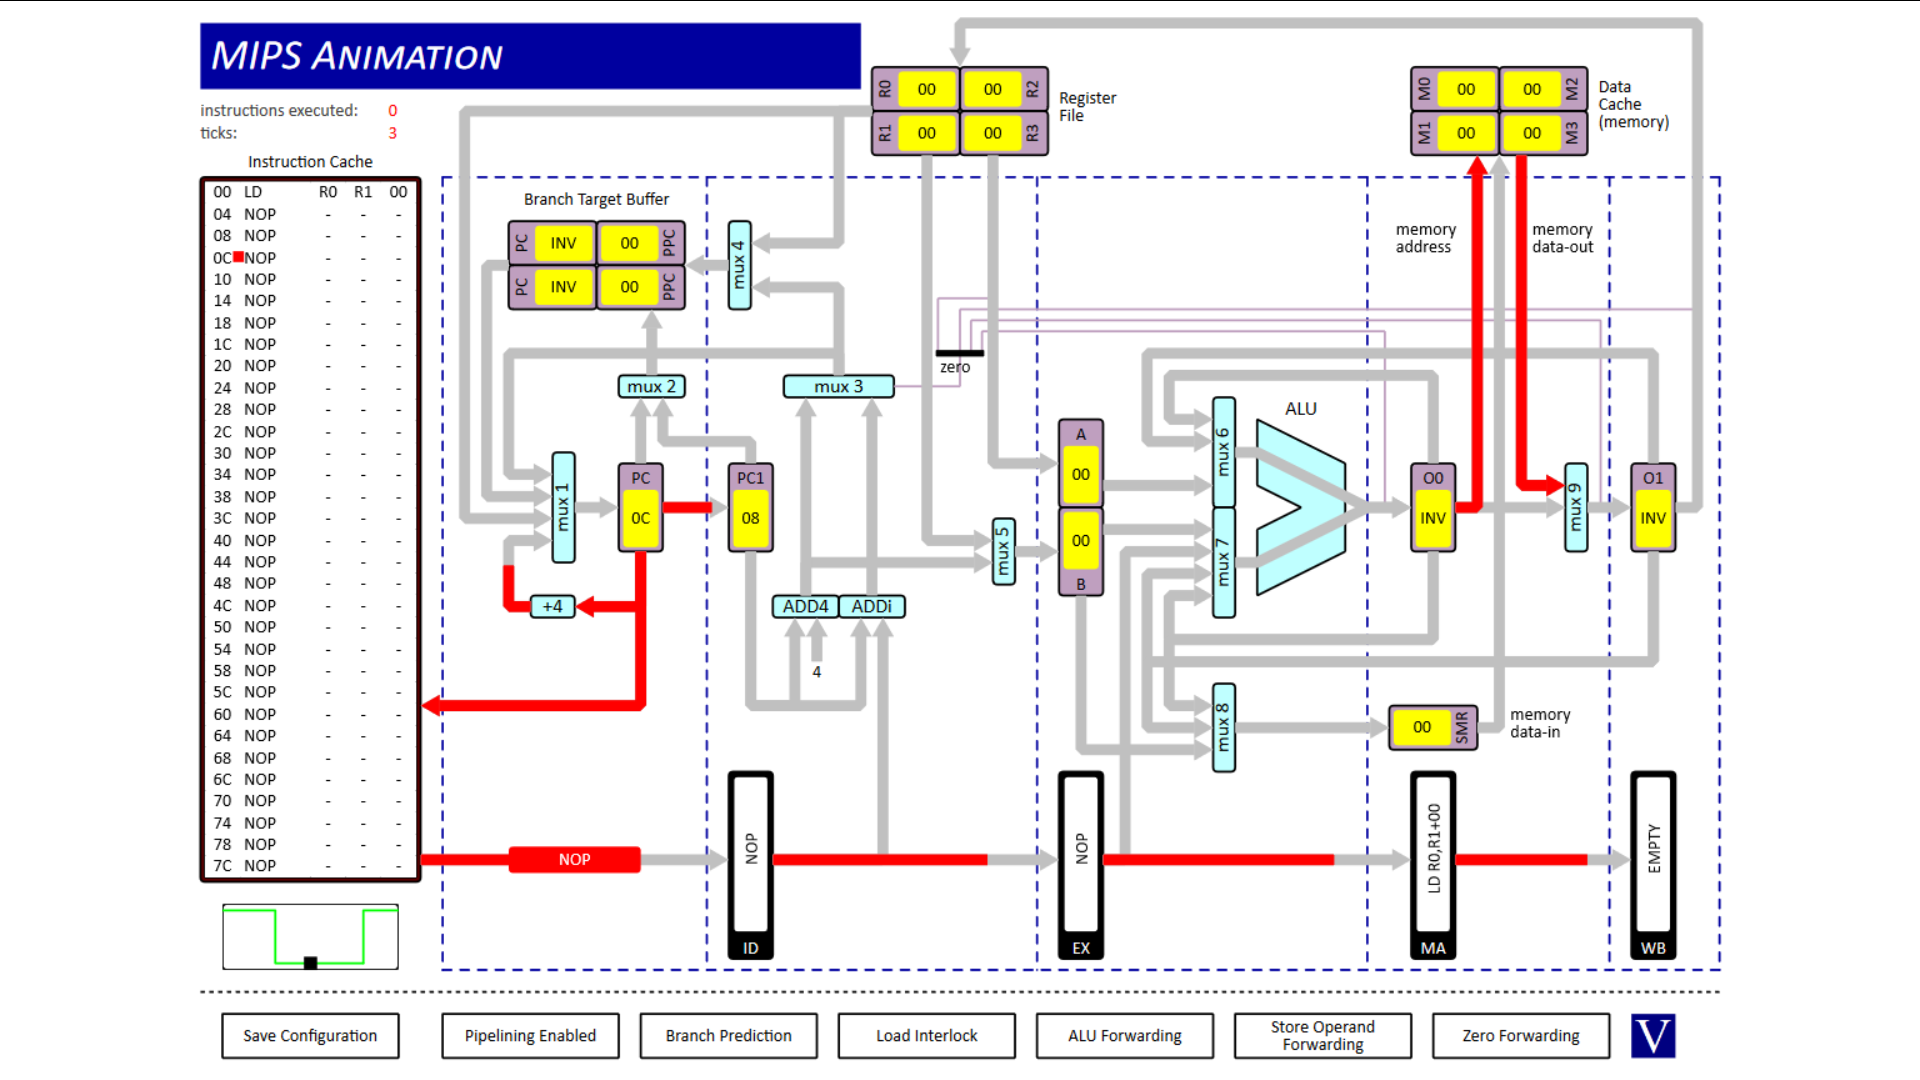 MIPS ANIMATION
instructions executed: 0
ticks: 3
Instruction Cache
00 LD R0 R1 00
04 NOP - - -
08 NOP - - -
0C NOP - - -
10 NOP - - -
14 NOP - - -
18 NOP - - -
1C NOP - - -
20 NOP - - -
24 NOP - - -
28 NOP - - -
2C NOP - - -
30 NOP - - -
34 NOP - - -
38 NOP - - -
3C NOP - - -
40 NOP - - -
44 NOP - - -
48 NOP - - -
4C NOP - - -
50 NOP - - -
54 NOP - - -
58 NOP - - -
5C NOP - - -
60 NOP - - -
64 NOP - - -
68 NOP - - -
6C NOP - - -
70 NOP - - -
74 NOP - - -
78 NOP - - -
7C NOP - - -
R0 00 00 R2
R1 00 00 R3
Register
File
M0 00 00 M2
M1 00 00 M3
Data
Cache
(memory)
Branch Target Buffer
PC INV 00 PPC
PC INV 00 PPC
mux 4
memory
address
memory
data-out
zero
mux 2
mux 3
mux 1
PC
0C
PC1
08
+4
ADD4
ADDi
4
mux 5
A
00
00
B
mux 6
mux 7
ALU
O0
INV
mux 9
O1
INV
mux 8
00 SMR
memory
data-in
NOP
NOP
ID
NOP
EX
LD R0,R1+00
MA
EMPTY
WB
Save Configuration
Pipelining Enabled
Branch Prediction
Load Interlock
ALU Forwarding
Store Operand
Forwarding
Zero Forwarding
V